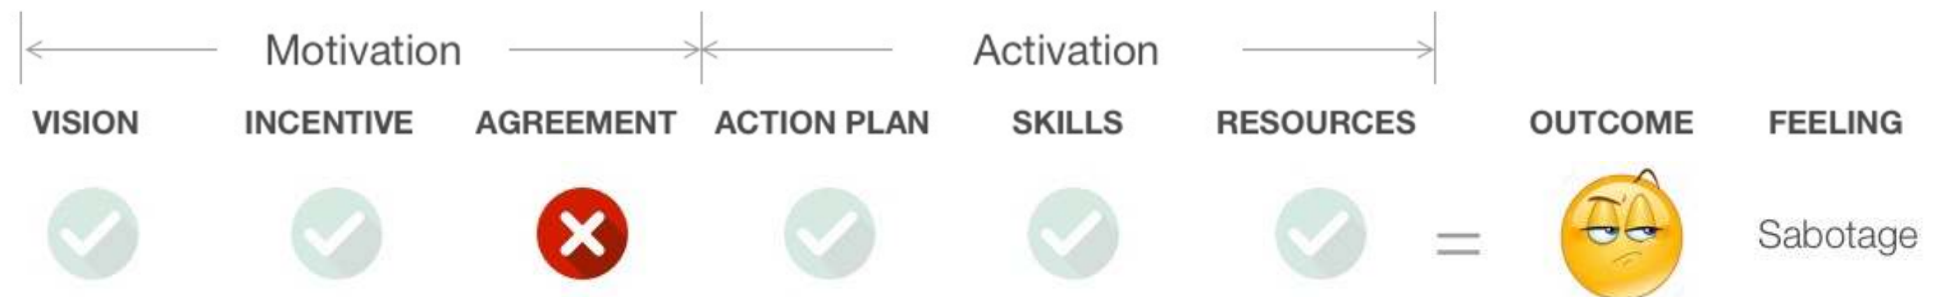 Motivation Activation
VISION INCENTIVE AGREEMENT ACTION PLAN SKILLS RESOURCES OUTCOME FEELING
= Sabotage